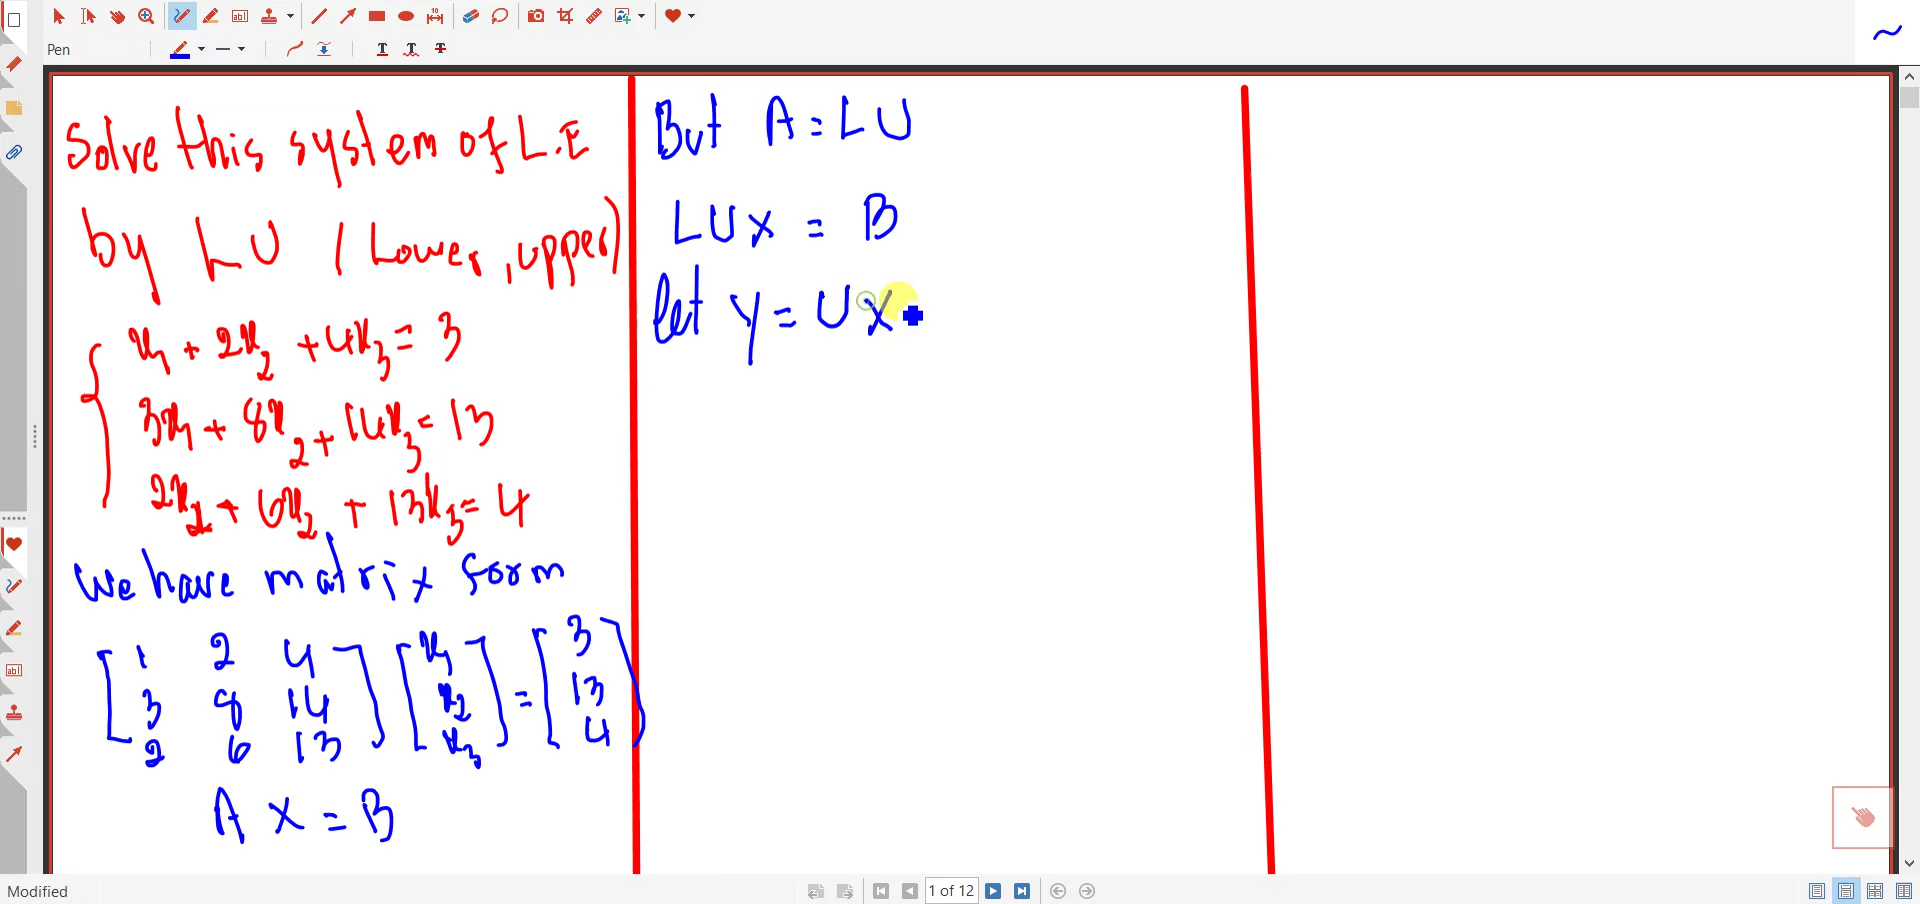 Pen
Solve this system of L.E
by LU (Lower, upper)
x1 + 2x2 + 4x3 = 3
3x1 + 8x2 + 14x3 = 13
2x1 + 6x2 + 13x3 = 4
We have matrix form
[1 2 4] [x1] = [3]
[3 8 14] [x2] [13]
[2 6 13] [x3] [4]
A X = B
But A = LU
LUX = B
let Y = UX
Modified
1 of 12